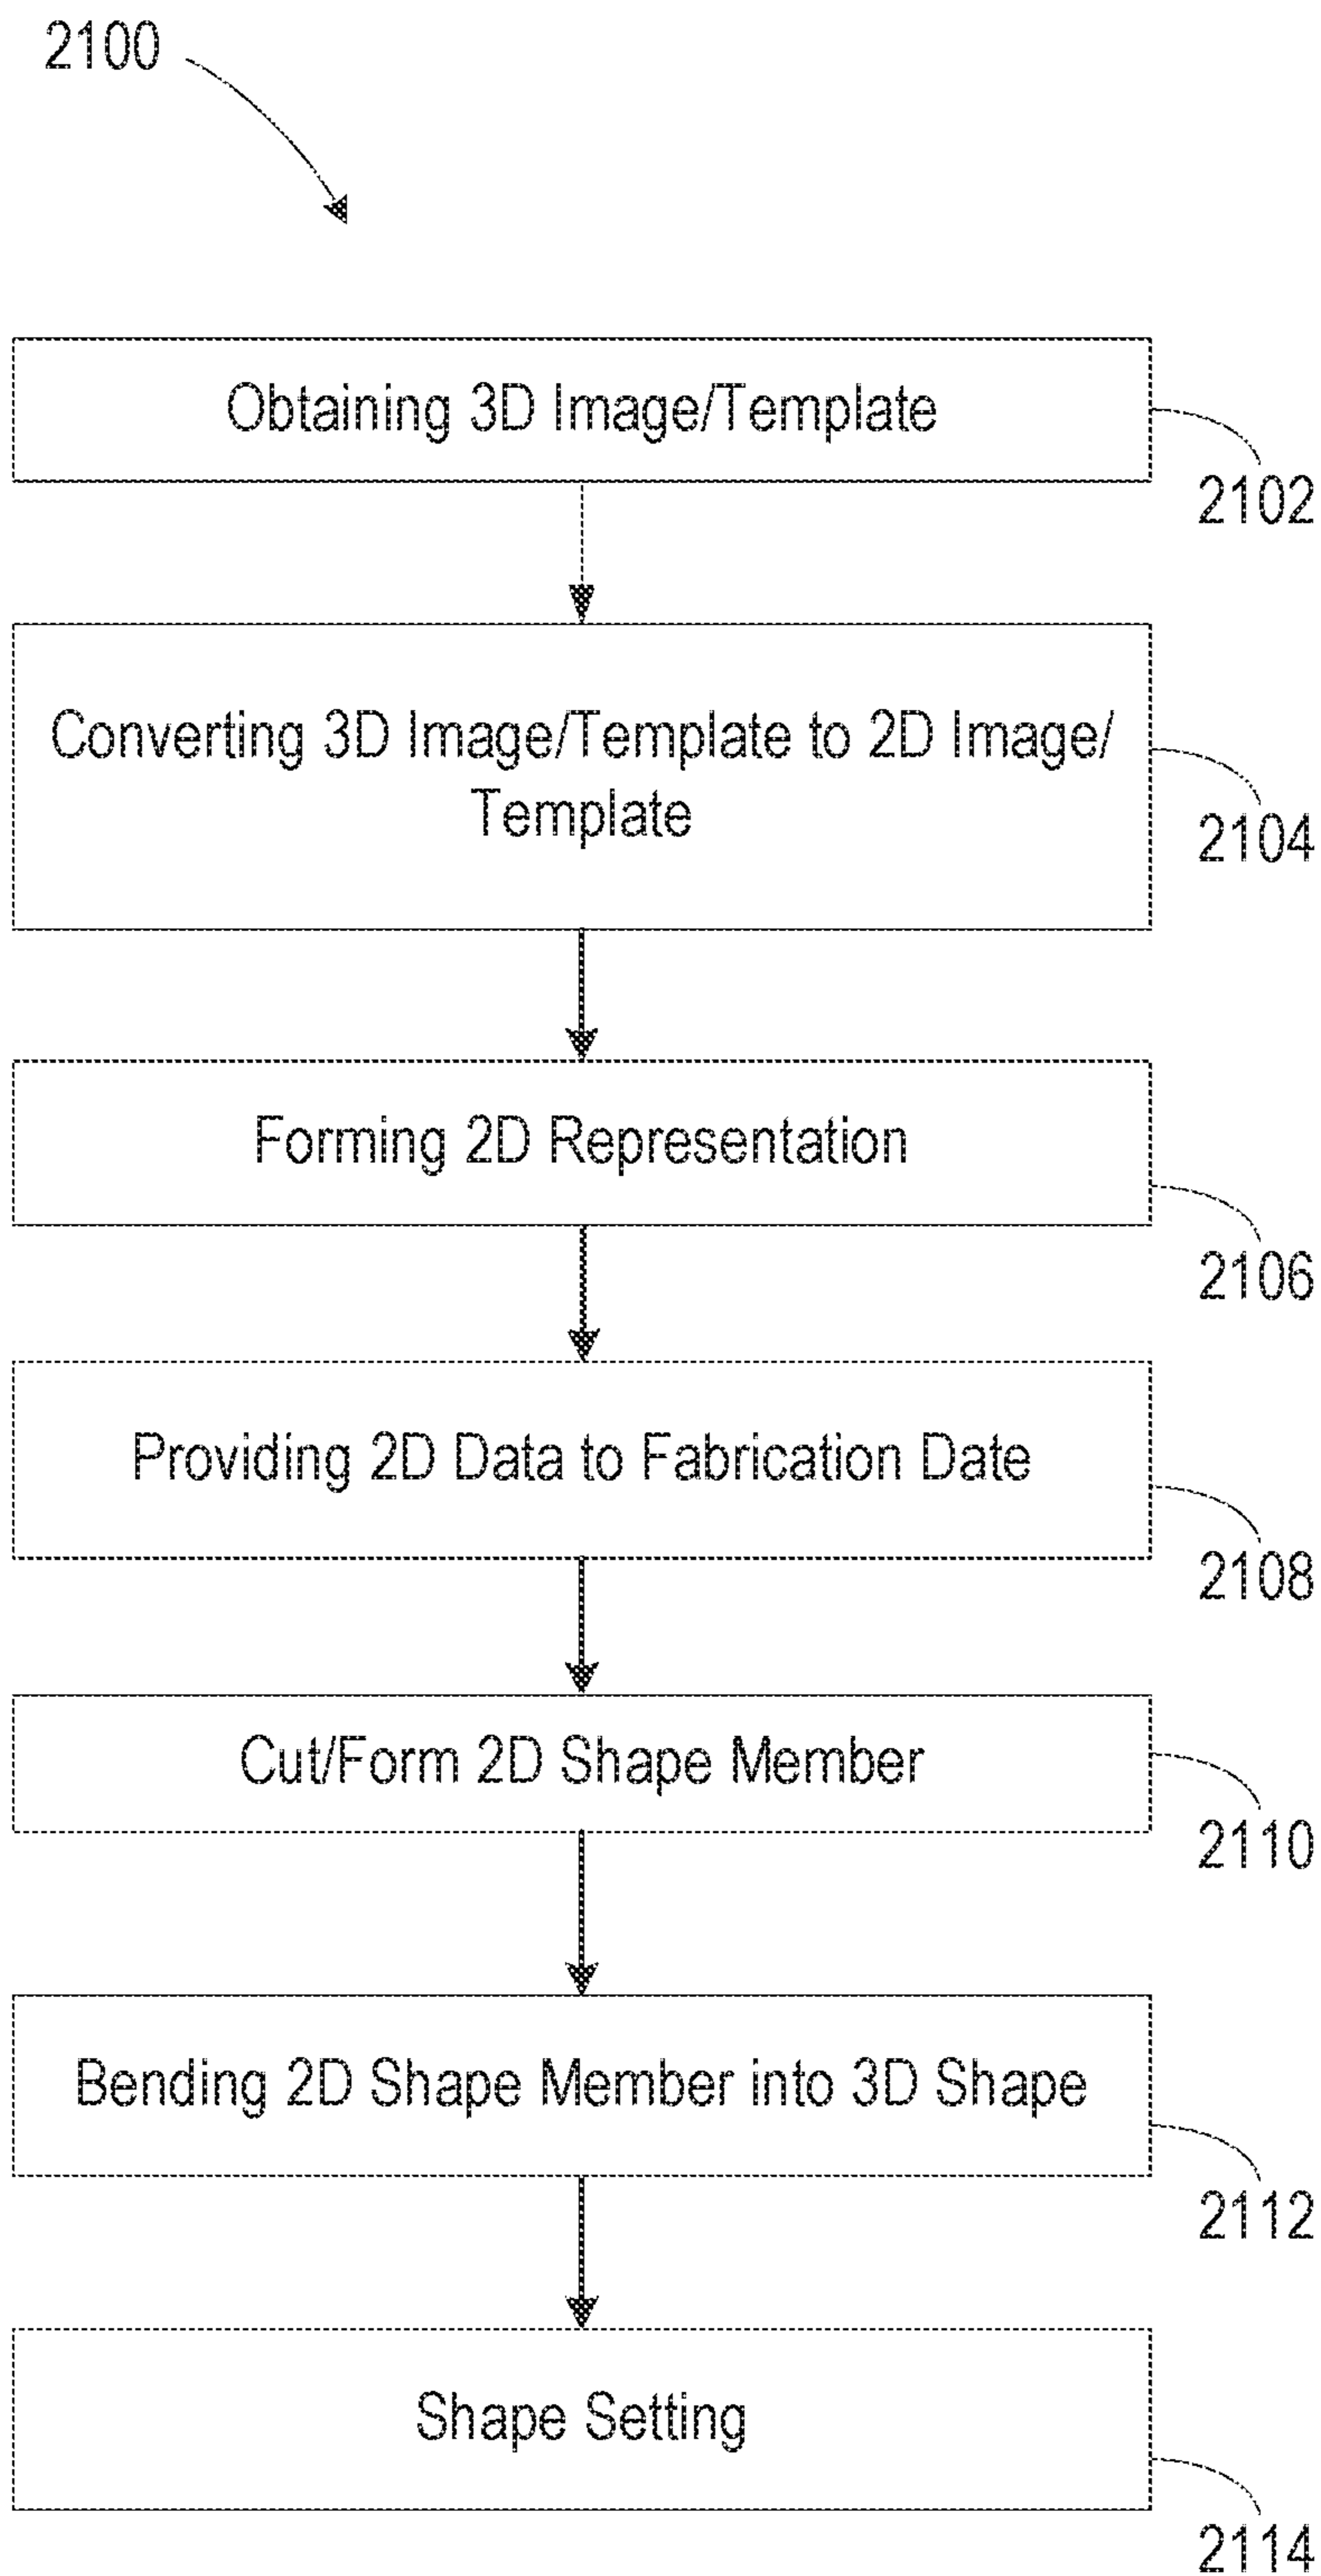 2100
Obtaining 3D Image/Template
2102
Converting 3D Image/Template to 2D Image/
Template
2104
Forming 2D Representation
2106
Providing 2D Data to Fabrication Date
2108
Cut/Form 2D Shape Member
2110
Bending 2D Shape Member into 3D Shape
2112
Shape Setting
2114